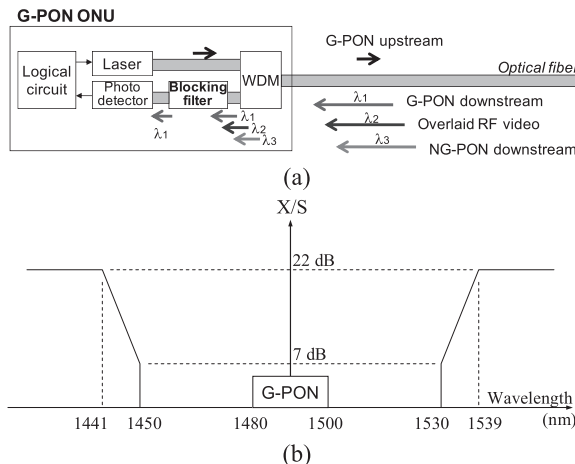 G-PON ONU
Logical circuit
Laser
Photo detector
Blocking filter
WDM
λ1
λ1
λ2
λ3
G-PON upstream
Optical fiber
λ1 G-PON downstream
λ2 Overlaid RF video
λ3 NG-PON downstream
(a)
X/S
22 dB
7 dB
G-PON
Wavelength
(nm)
1441 1450 1480 1500 1530 1539
(b)